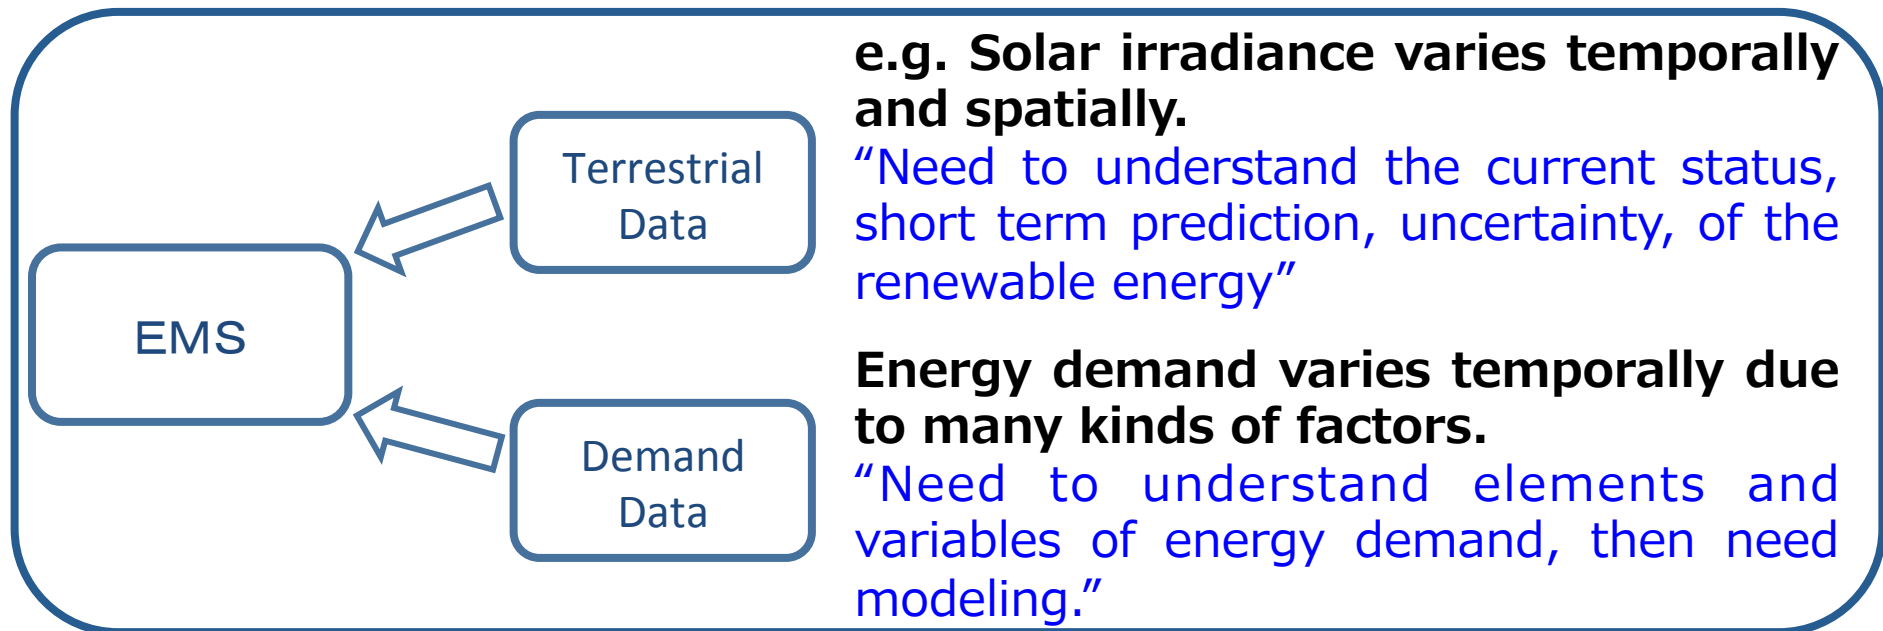 EMS
Terrestrial
Data
Demand
Data
e.g. Solar irradiance varies temporally
and spatially.
“Need to understand the current status,
short term prediction, uncertainty, of the
renewable energy”
Energy demand varies temporally due
to many kinds of factors.
“Need to understand elements and
variables of energy demand, then need
modeling.”